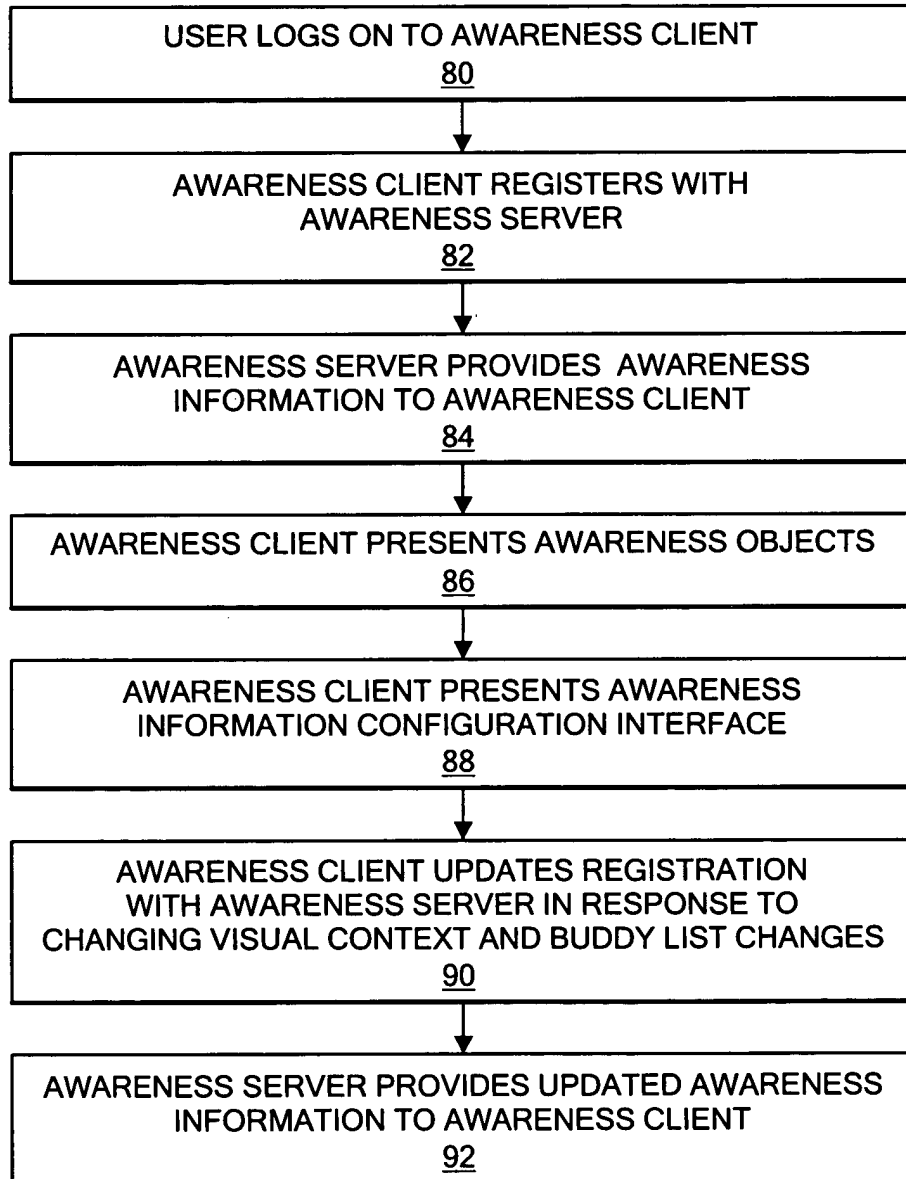 USER LOGS ON TO AWARENESS CLIENT
80
AWARENESS CLIENT REGISTERS WITH
AWARENESS SERVER
82
AWARENESS SERVER PROVIDES AWARENESS
INFORMATION TO AWARENESS CLIENT
84
AWARENESS CLIENT PRESENTS AWARENESS OBJECTS
86
AWARENESS CLIENT PRESENTS AWARENESS
INFORMATION CONFIGURATION INTERFACE
88
AWARENESS CLIENT UPDATES REGISTRATION
WITH AWARENESS SERVER IN RESPONSE TO
CHANGING VISUAL CONTEXT AND BUDDY LIST CHANGES
90
AWARENESS SERVER PROVIDES UPDATED AWARENESS
INFORMATION TO AWARENESS CLIENT
92